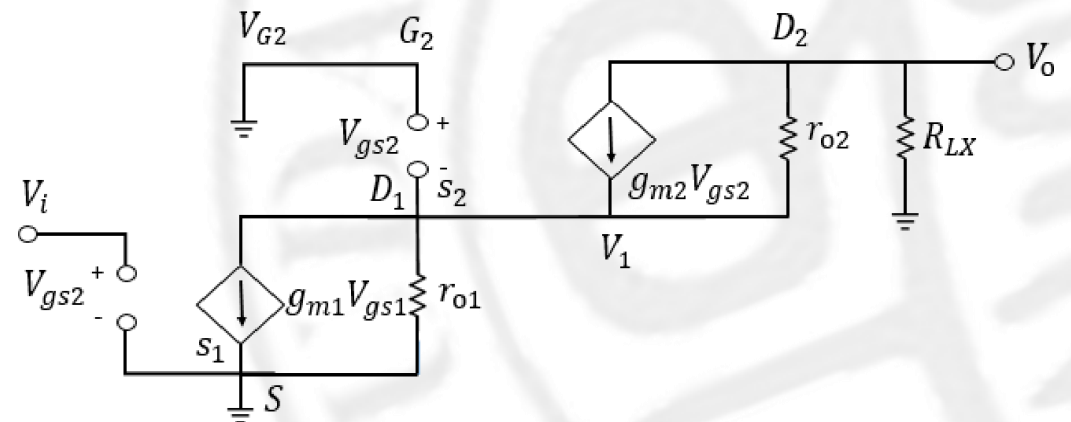 V_{G2}
G_2
D_2
V_o
V_{gs2}
+
-
r_{o2}
R_{LX}
g_{m2}V_{gs2}
D_1
s_2
V_i
V_1
V_{gs2}
+
-
g_{m1}V_{gs1}
r_{o1}
s_1
S